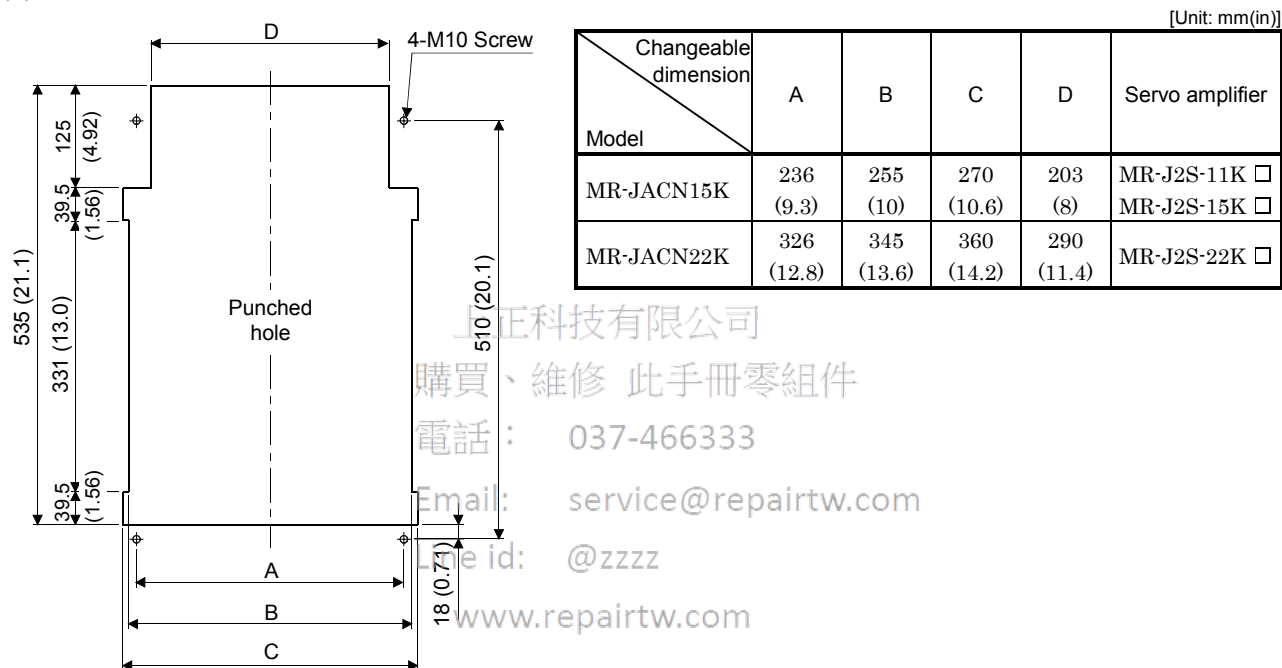 [Unit: mm(in)]
D
4-M10 Screw
125
(4.92)
39.5
(1.56)
535 (21.1)
331 (13.0)
39.5
(1.56)
Punched
hole
510 (20.1)
18 (0.71)
A
B
C
Changeable
dimension
Model
A B C D Servo amplifier
MR-JACN15K 236 255 270 203 MR-J2S-11K □
(9.3) (10) (10.6) (8) MR-J2S-15K □
MR-JACN22K 326 345 360 290 MR-J2S-22K □
(12.8) (13.6) (14.2) (11.4)
上正科技有限公司
購買、維修 此手冊零組件
電話： 037-466333
Email: service@repairtw.com
Line id: @zzzz
www.repairtw.com